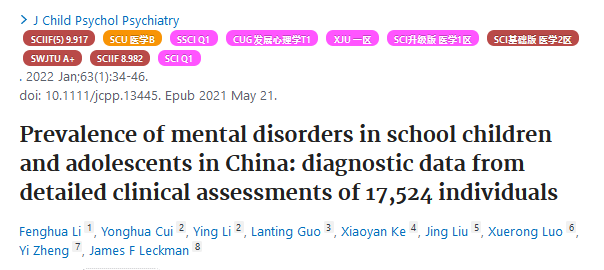 J Child Psychol Psychiatry
SCIIF(5) 9.917 SCU 医学B SSCI Q1 CUG发展心理学T1 XJU 一区 SCI升级版 医学1区 SCI基础版 医学2区
SWJTU A+ SCIIF 8.982 SCI Q1
. 2022 Jan;63(1):34-46.
doi: 10.1111/jcpp.13445. Epub 2021 May 21.
Prevalence of mental disorders in school children
and adolescents in China: diagnostic data from
detailed clinical assessments of 17,524 individuals
Fenghua Li 1, Yonghua Cui 2, Ying Li 2, Lanting Guo 3, Xiaoyan Ke 4, Jing Liu 5, Xuerong Luo 6,
Yi Zheng 7, James F Leckman 8